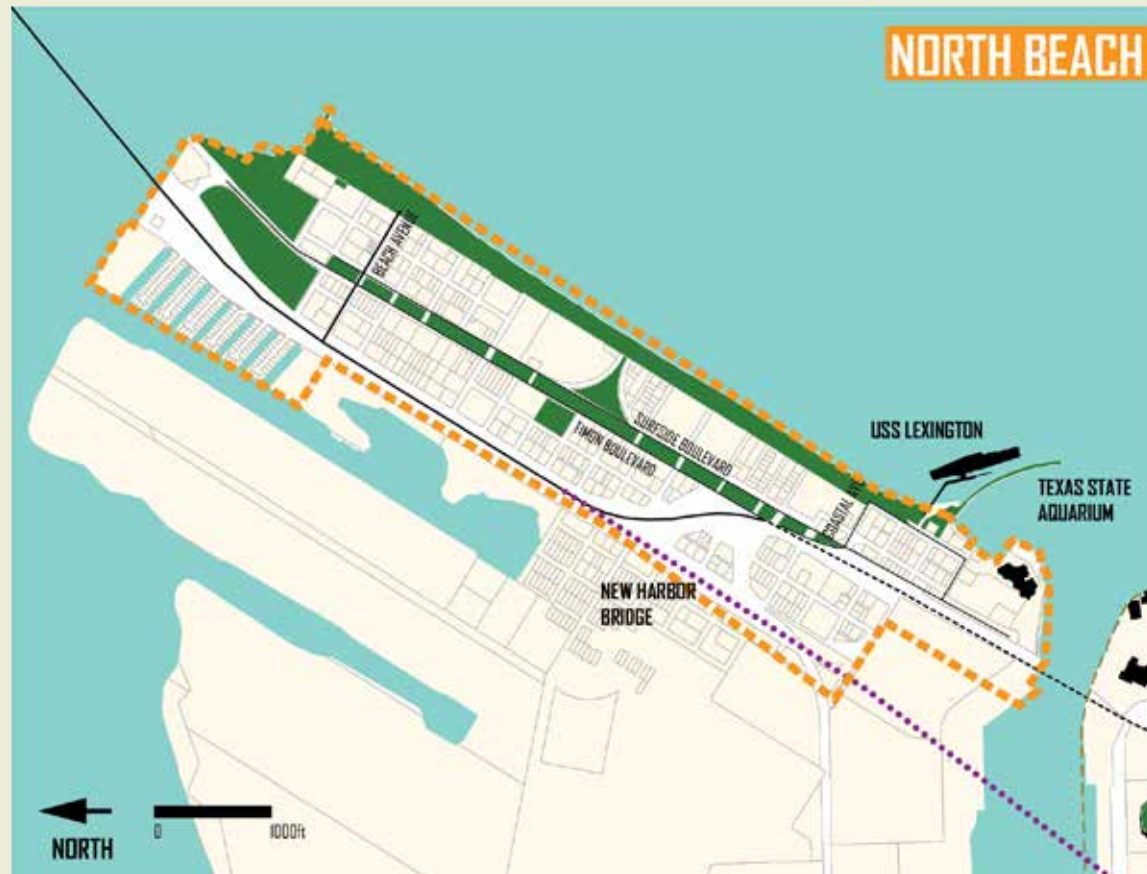 NORTH BEACH
BEACH AVENUE
SURFSIDE BOULEVARD
TIMON BOULEVARD
COASTAL AVE
USS LEXINGTON
TEXAS STATE
AQUARIUM
NEW HARBOR
BRIDGE
NORTH
0
1000ft